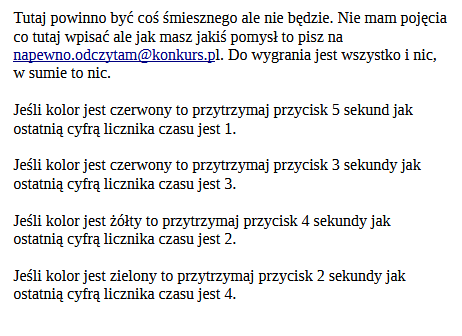 Tutaj powinno być coś śmiesznego ale nie będzie. Nie mam pojęcia
co tutaj wpisać ale jak masz jakiś pomysł to pisz na
napewno.odczytam@konkurs.pl. Do wygrania jest wszystko i nic,
w sumie to nic.
Jeśli kolor jest czerwony to przytrzymaj przycisk 5 sekund jak
ostatnią cyfrą licznika czasu jest 1.
Jeśli kolor jest czerwony to przytrzymaj przycisk 3 sekundy jak
ostatnią cyfrą licznika czasu jest 3.
Jeśli kolor jest żółty to przytrzymaj przycisk 4 sekundy jak
ostatnią cyfrą licznika czasu jest 2.
Jeśli kolor jest zielony to przytrzymaj przycisk 2 sekundy jak
ostatnią cyfrą licznika czasu jest 4.